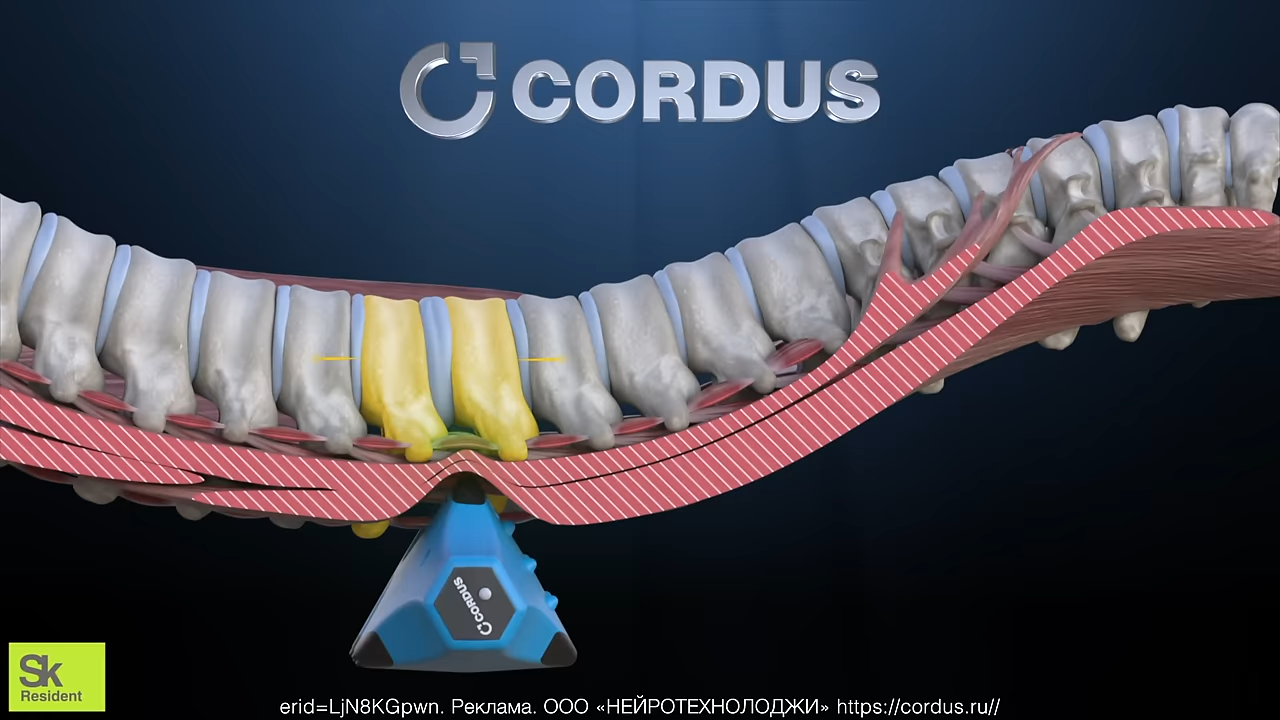 CORDUS
CORDUS
Sk
Resident
erid=LjN8KGpwn. Реклама. ООО «НЕЙРОТЕХНОЛОДЖИ» https://cordus.ru//